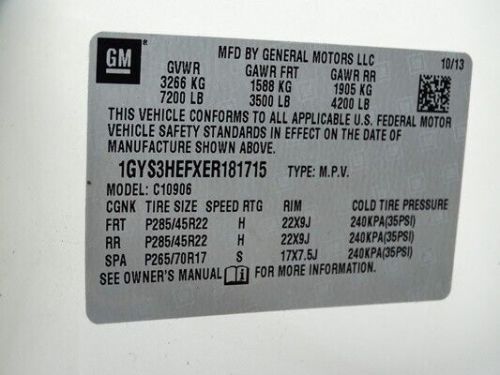 GM
MFD BY GENERAL MOTORS LLC 10/13
GVWR GAWR FRT GAWR RR
3266 KG 1588 KG 1905 KG
7200 LB 3500 LB 4200 LB
THIS VEHICLE CONFORMS TO ALL APPLICABLE U.S. FEDERAL MOTOR
VEHICLE SAFETY STANDARDS IN EFFECT ON THE DATE OF
MANUFACTURE SHOWN ABOVE.
1GYS3HEFXER181715 TYPE: M.P.V.
MODEL: C10906
CGNK TIRE SIZE SPEED RTG RIM COLD TIRE PRESSURE
FRT P285/45R22 H 22X9J 240KPA(35PSI)
RR P285/45R22 H 22X9J 240KPA(35PSI)
SPA P265/70R17 S 17X7.5J 240KPA(35PSI)
SEE OWNER'S MANUAL FOR MORE INFORMATION.